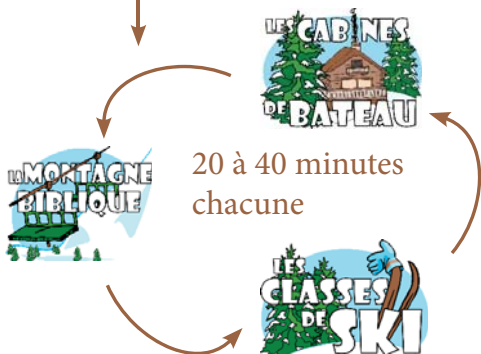 LES CABINES
DE BATEAU
LA MONTAGNE
BIBLIQUE
20 à 40 minutes
chacune
LES
CLASSES
DE SKI